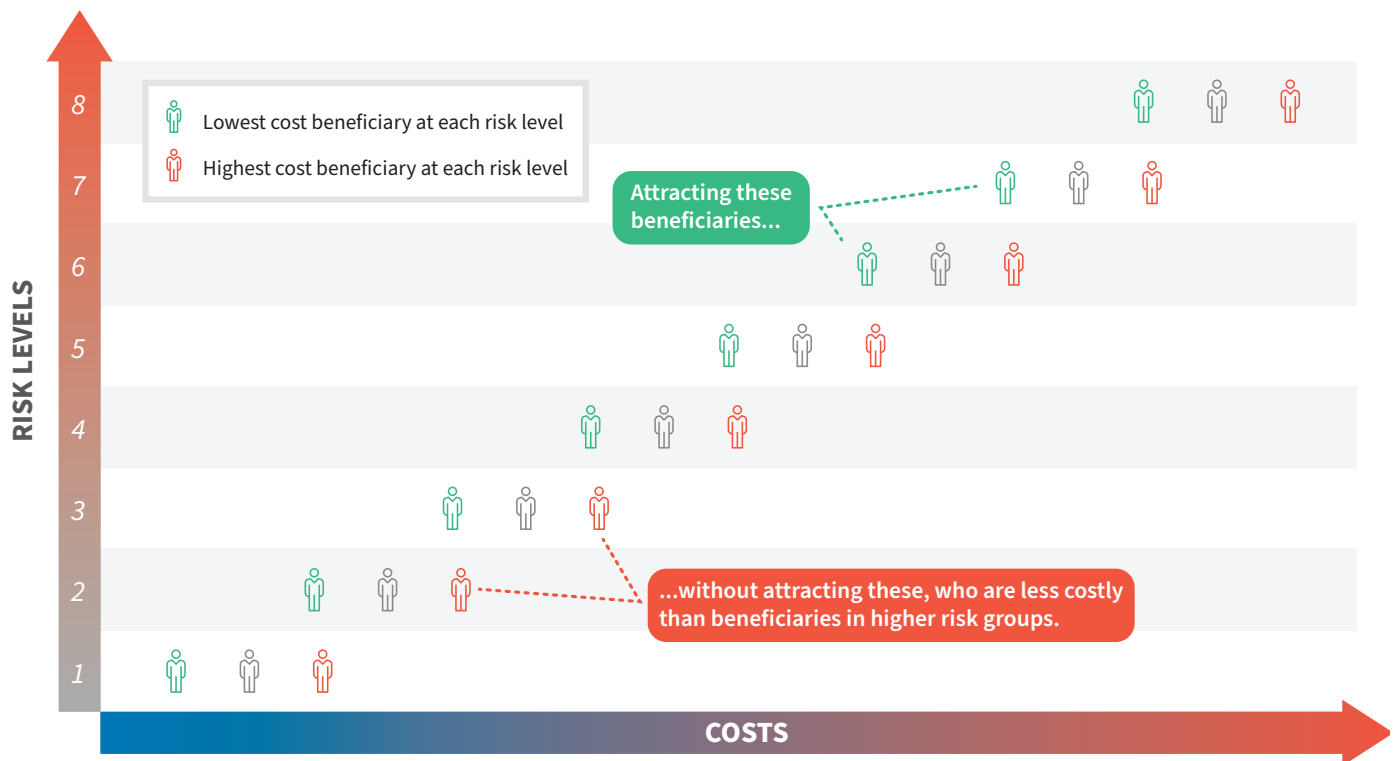 8
Lowest cost beneficiary at each risk level
Highest cost beneficiary at each risk level
7
Attracting these
beneficiaries...
6
RISK LEVELS
5
4
3
2
...without attracting these, who are less costly
than beneficiaries in higher risk groups.
1
COSTS